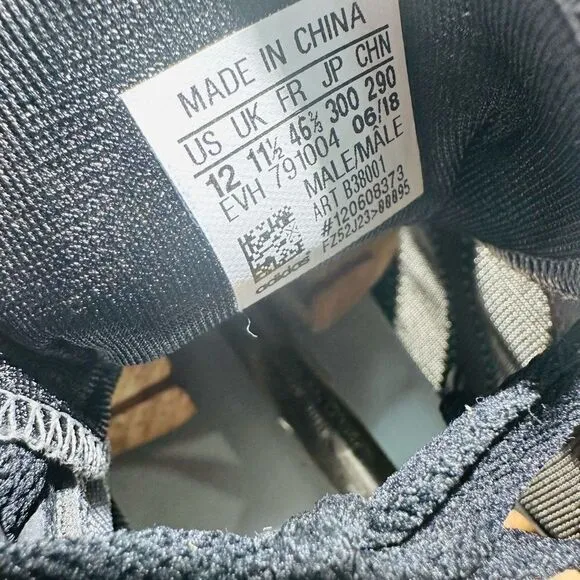 MADE IN CHINA
US UK FR JP CHN
12 11½ 46⅔ 300 290
EVH 791004 06/18
MALE/MÂLE
ART B38001
#120608373
FZ52J23>00095
adidas